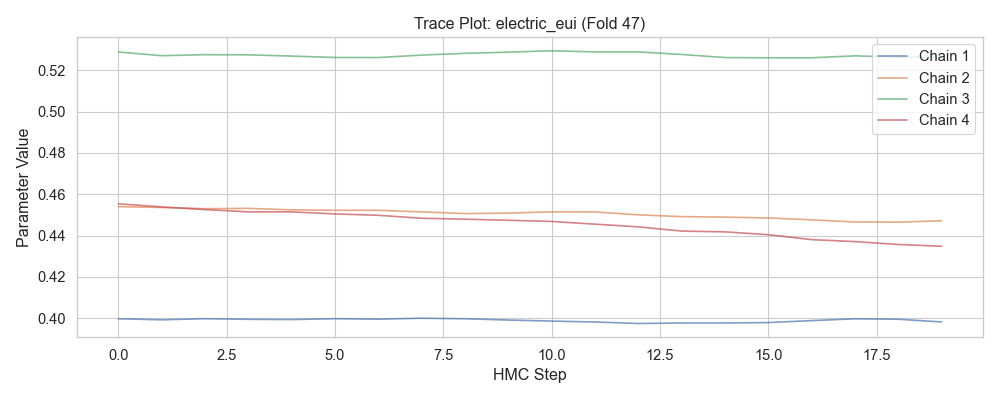 Trace Plot: electric_eui (Fold 47)
Parameter Value
0.52
0.50
0.48
0.46
0.44
0.42
0.40
Chain 1
Chain 2
Chain 3
Chain 4
0.0 2.5 5.0 7.5 10.0 12.5 15.0 17.5
HMC Step